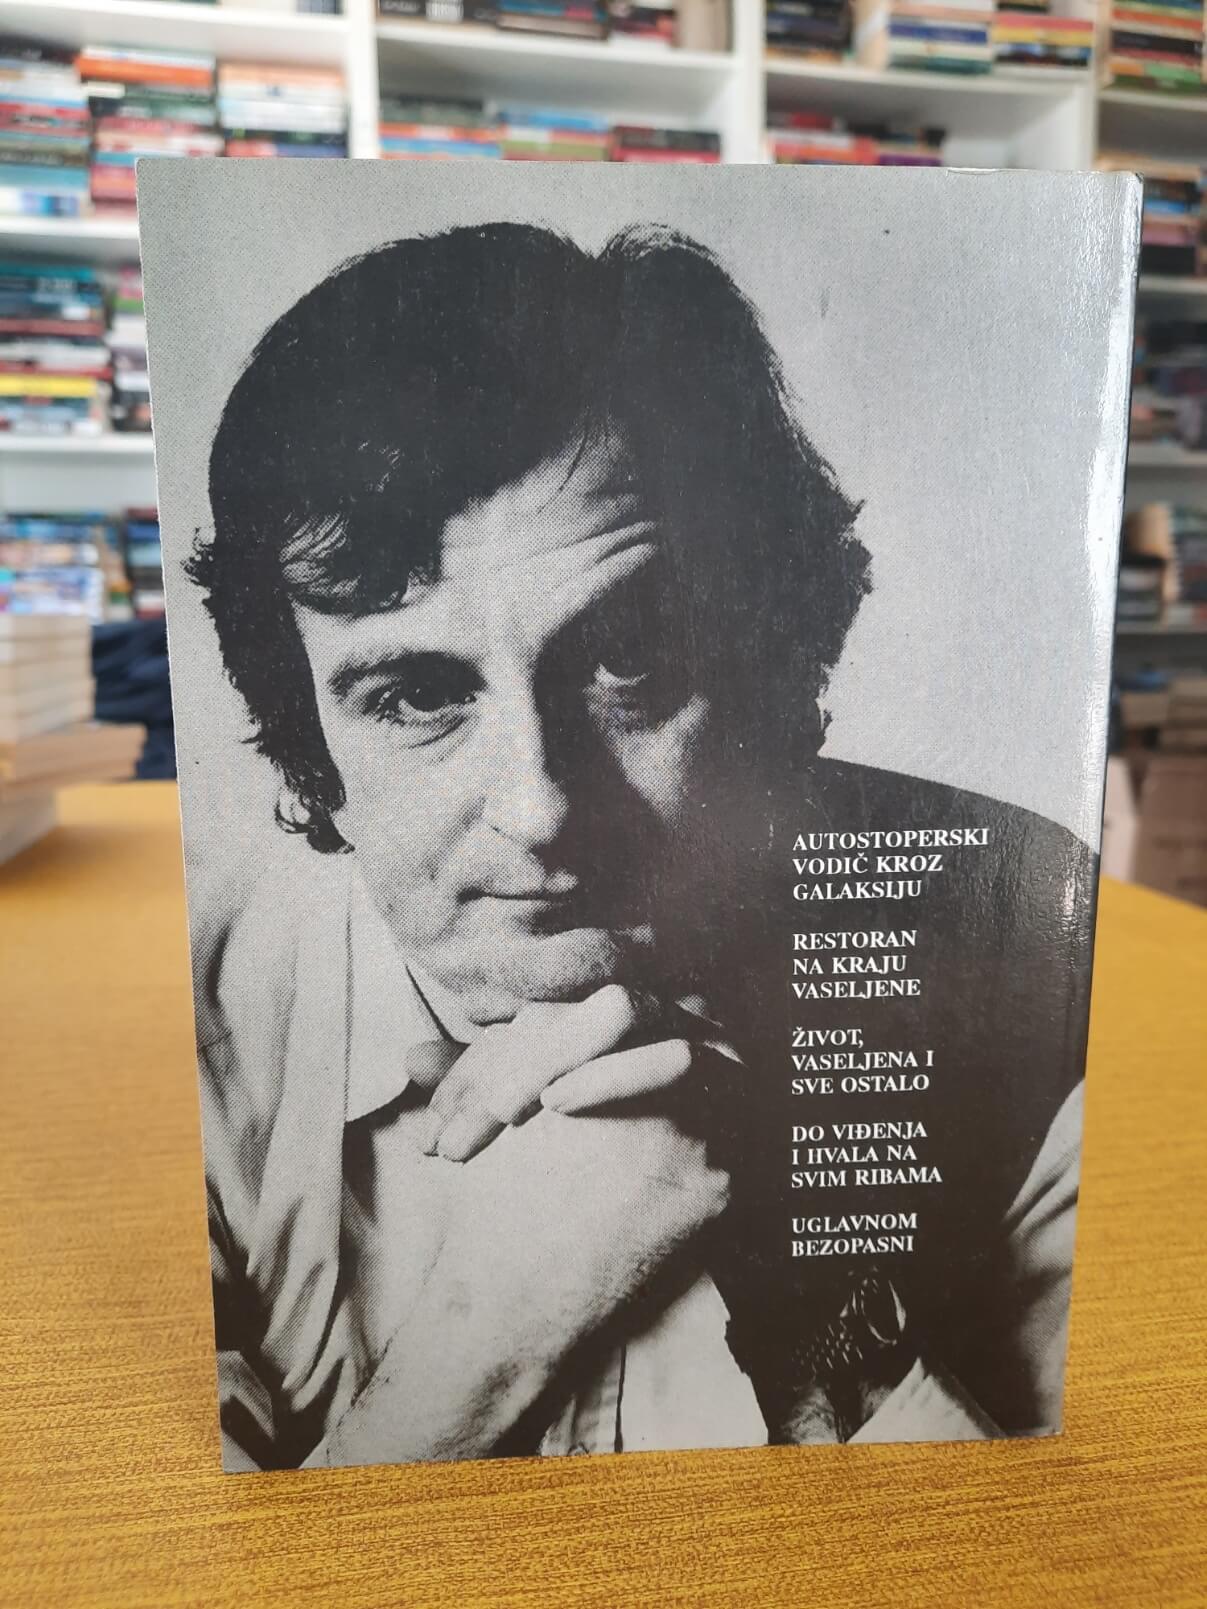 AUTOSTOPERSKI
VODIČ KROZ
GALAKSIJU
RESTORAN
NA KRAJU
VASELJENE
ŽIVOT,
VASELJENA I
SVE OSTALO
DO VIĐENJA
I HVALA NA
SVIM RIBAMA
UGLAVNOM
BEZOPASNI